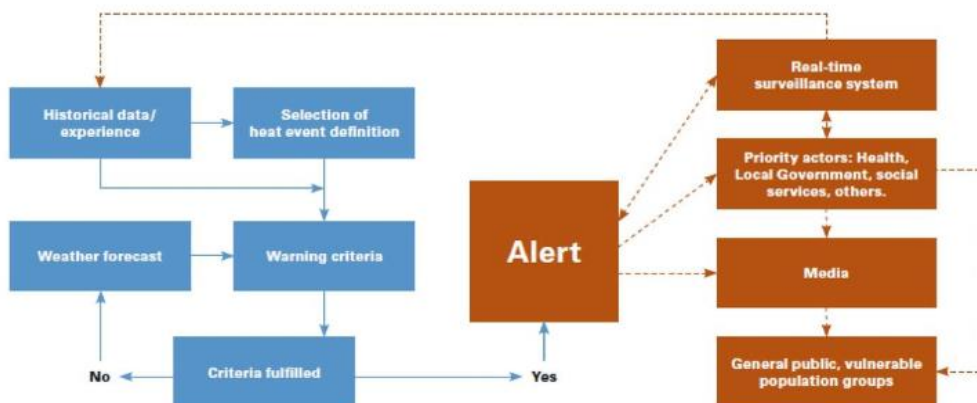 Historical data/
experience
Selection of
heat event definition
Real-time
surveillance system
Priority actors: Health,
Local Government, social
services, others.
Weather forecast
Warning criteria
Alert
Media
No
Criteria fulfilled
Yes
General public, vulnerable
population groups